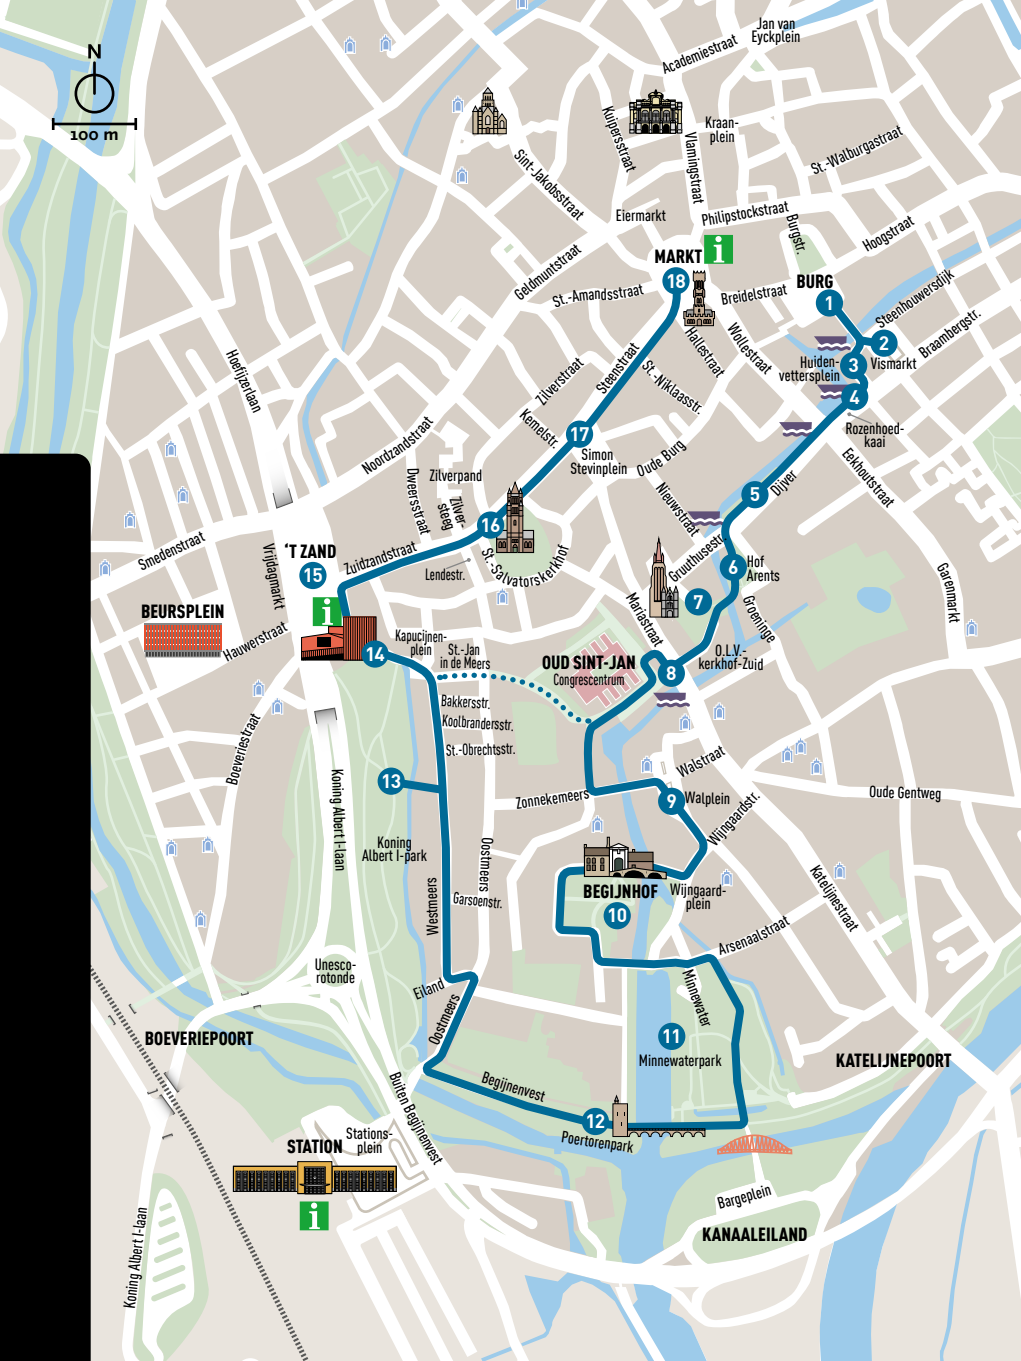 N
100 m
Jan van
Eyckplein
Academiestraat
Kuipersstraat
Kraan-
plein
Vlamingstraat
St.-Walburgastraat
Sint-Jakobsstraat
Eiermarkt
Philipstockstraat
Burgstr.
Hoogstraat
Geldmuntstraat
MARKT
i
18
St.-Amandsstraat
Breidelstraat
BURG
1
Steenhouwersdijk
2
Vismarkt
Braambergstr.
Huiden-
vettersplein
3
4
Rozenhoed-
kaai
Wollestraat
Hallestraat
St.-Niklaasstr.
Steenstraat
Zilverstraat
Kemelstr.
Hoefijzerlaan
17
Simon
Stevinplein
Oude Burg
Noordzandstraat
Zilverpand
Dweersstraat
Zilver-
steeg
Nieuwstraat
5
Dijver
Eekhoutstraat
16
St.-Salvatorskerkhof
Smedenstraat
Vrijdagmarkt
'T ZAND
15
Zuidzandstraat
Lendestr.
Gruuthusestr.
6
Hof
Arents
Groeninge
Garenmarkt
7
Mariastraat
BEURSPLEIN
Hauwerstraat
i
14
Kapucijnen-
plein
St.-Jan
in de Meers
OUD SINT-JAN
Congrescentrum
8
O.L.V.-
kerkhof-Zuid
Bakkersstr.
Koolbrandersstr.
St.-Obrechtsstr.
Boeveriestraat
Koning Albert I-laan
13
Zonnekemeers
Walstraat
9
Walplein
Wijngaardstr.
Oude Gentweg
Koning
Albert I-park
Oostmeers
Westmeers
Garsoenstr.
BEGIJNHOF
10
Wijngaard-
plein
Katelijnestraat
Arsenaalstraat
Unesco-
rotonde
Eiland
Oostmeers
Minnewater
11
Minnewaterpark
BOEVERIEPOORT
KATELIJNEPOORT
Begijnenvest
12
Poertorenpark
Buiten Begijnenvest
STATION
Stations-
plein
i
Bargeplein
KANAALEILAND
Koning Albert I-laan